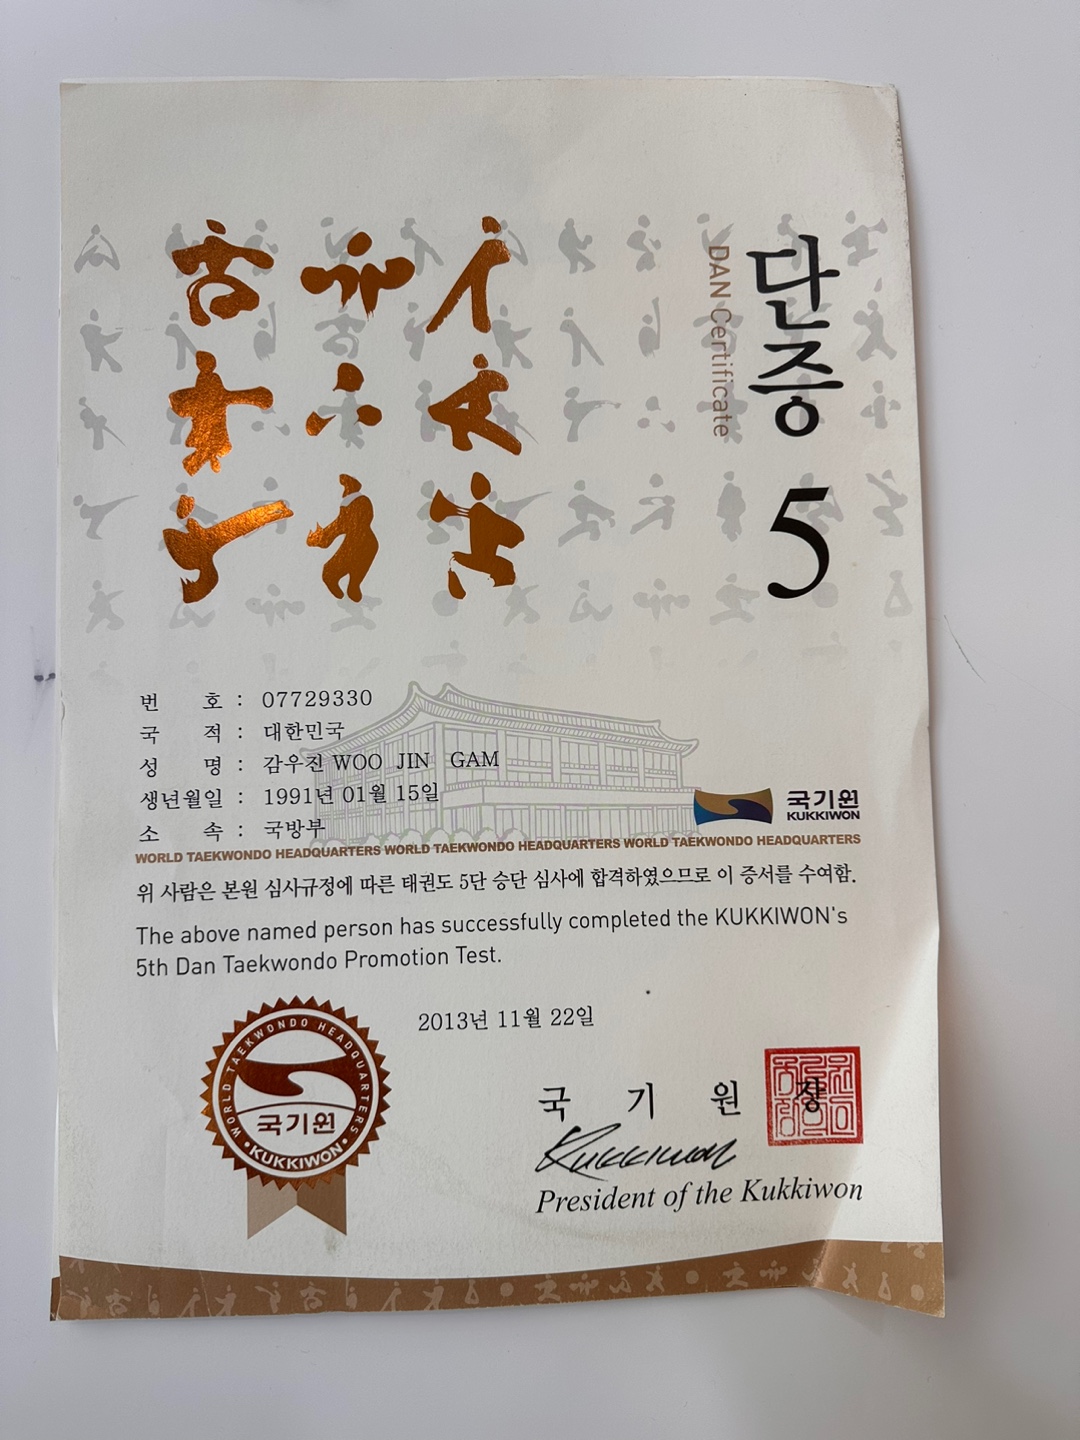 단증 5
DAN Certificate
번 호 : 07729330
국 적 : 대한민국
성 명 : 감우진 WOO JIN GAM
생년월일 : 1991년 01월 15일
소 속 : 국방부
국기원
KUKKIWON
WORLD TAEKWONDO HEADQUARTERS WORLD TAEKWONDO HEADQUARTERS WORLD TAEKWONDO HEADQUARTERS
위 사람은 본원 심사규정에 따른 태권도 5단 승단 심사에 합격하였으므로 이 증서를 수여함.
The above named person has successfully completed the KUKKIWON's
5th Dan Taekwondo Promotion Test.
2013년 11월 22일
WORLD TAEKWONDO HEADQUARTERS
국기원
KUKKIWON
국 기 원 장
Kukkiwon
President of the Kukkiwon